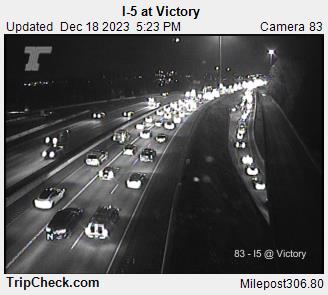 I-5 at Victory
Updated Dec 18 2023 5:23 PM Camera 83
T
83 - I5 @ Victory
N
TripCheck.com Milepost306.80